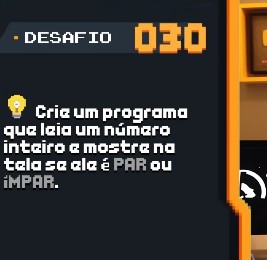 DESAFIO 030
Crie um programa
que leia um número
inteiro e mostre na
tela se ele é PAR ou
ÍMPAR.